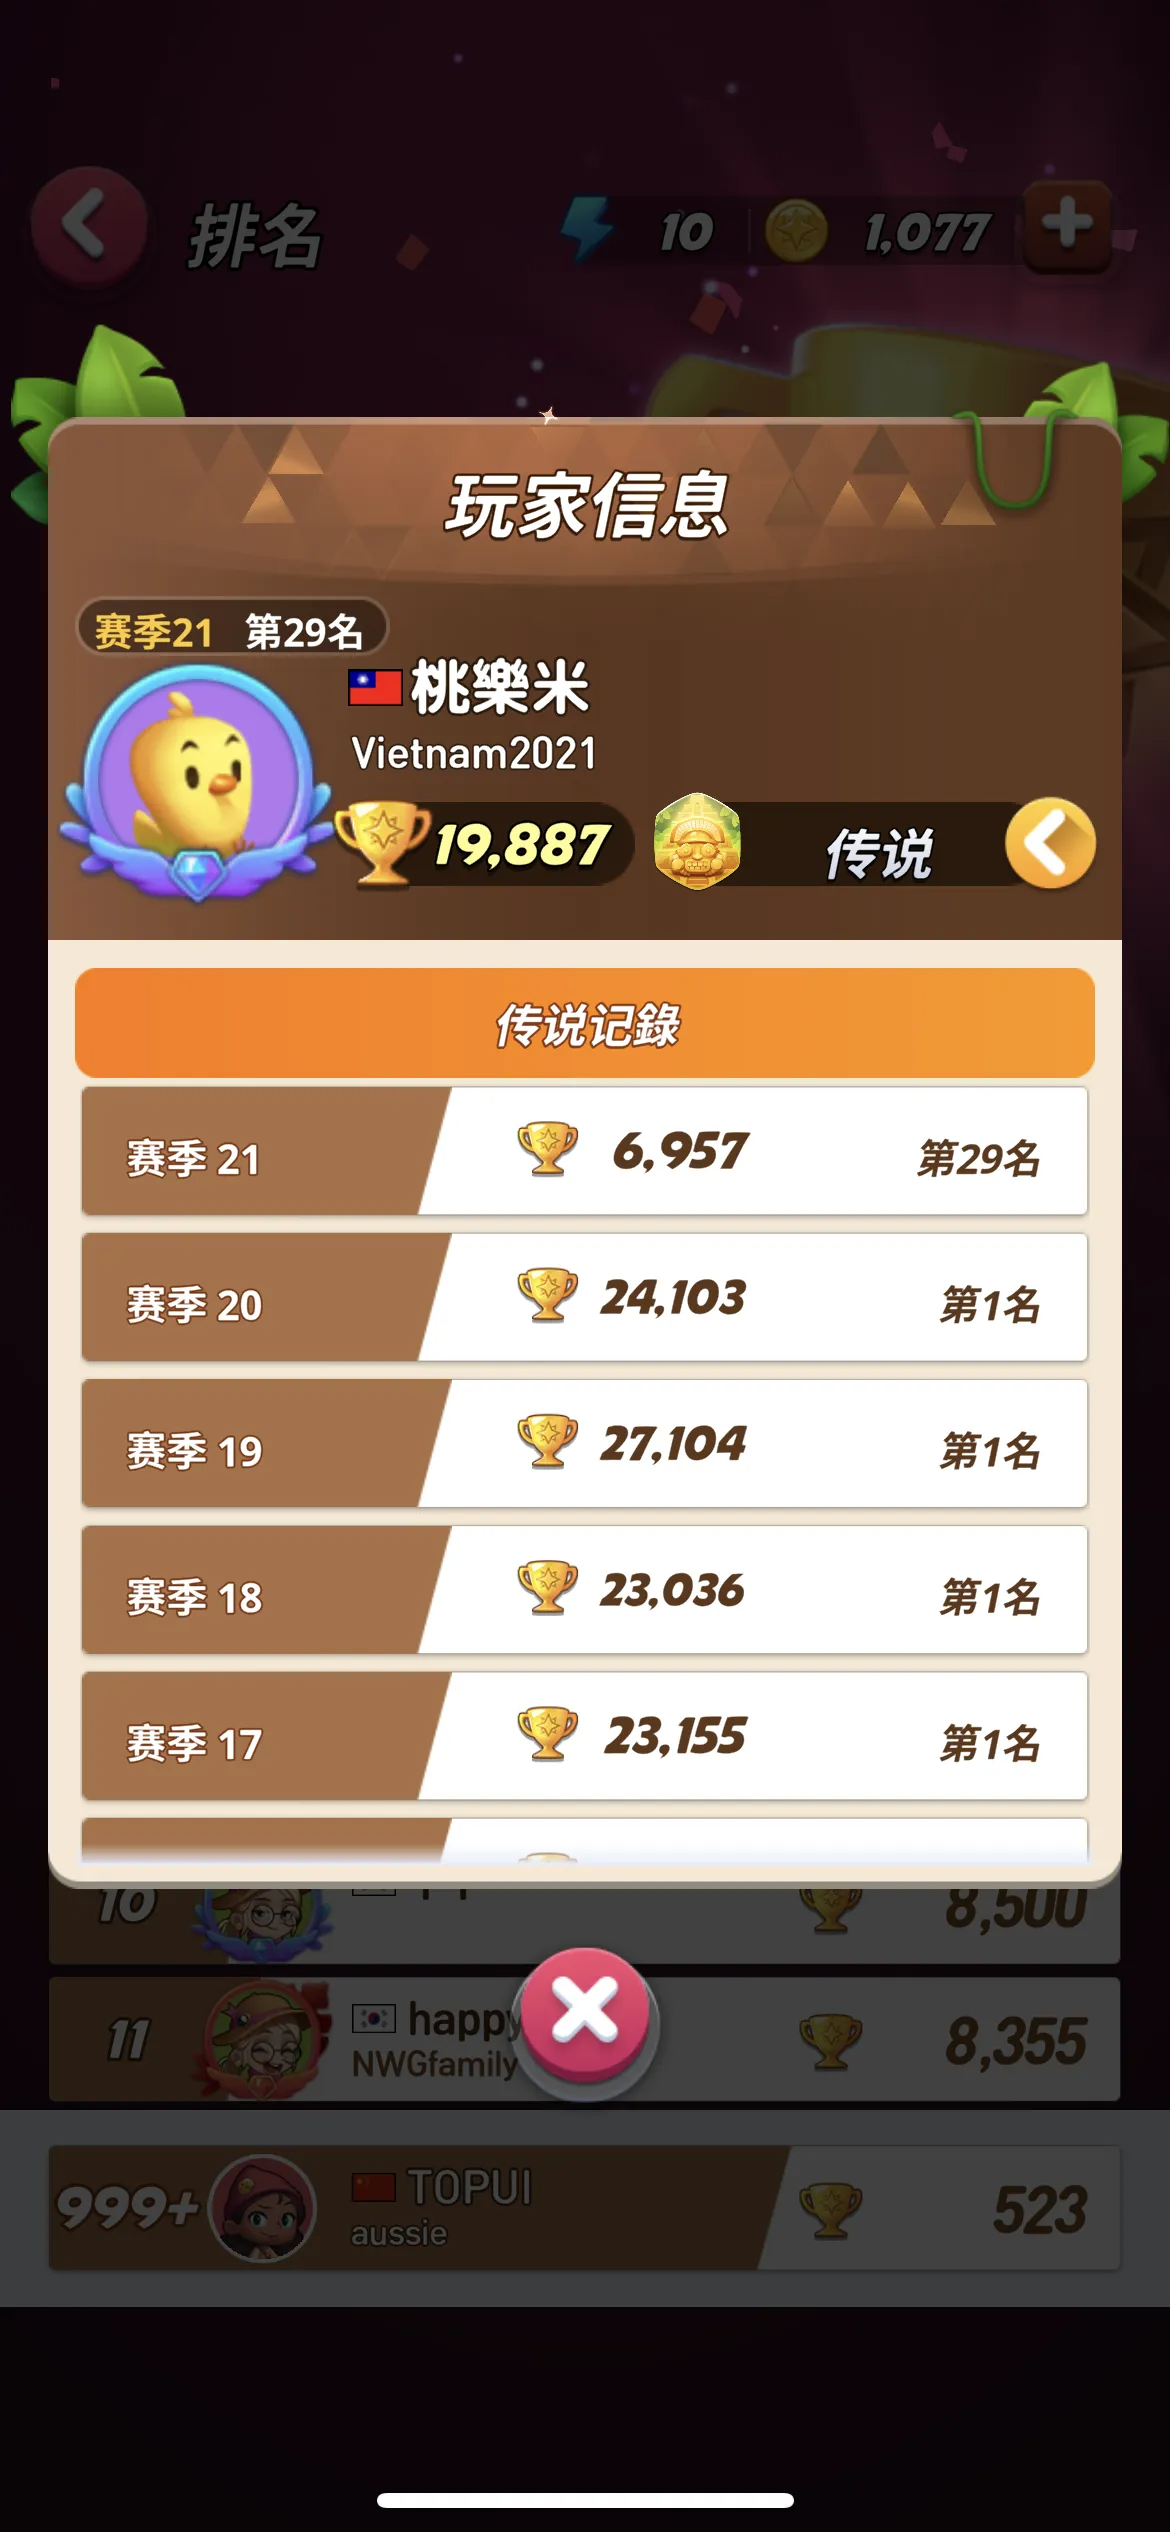 排名
10
1,077
玩家信息
赛季21 第29名
桃樂米
Vietnam2021
19,887
传说
传说记錄
赛季 21 6,957 第29名
赛季 20 24,103 第1名
赛季 19 27,104 第1名
赛季 18 23,036 第1名
赛季 17 23,155 第1名
10 8,500
11 happy 8,355
NWGfamily
999+ TOPUI 523
aussie